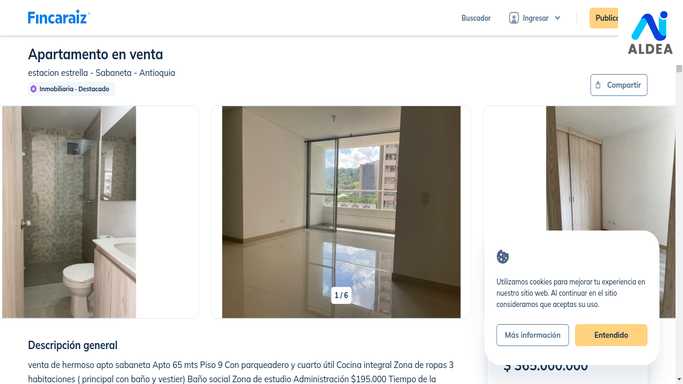 Fincaraíz
Buscador
Ingresar
Publica
ALDEA
Apartamento en venta
estacion estrella - Sabaneta - Antioquia
Inmobiliaria · Destacado
Compartir
1 / 6
Utilizamos cookies para mejorar tu experiencia en
nuestro sitio web. Al continuar en el sitio
consideramos que aceptas su uso.
Más información
Entendido
$ 365.000.000
Descripción general
venta de hermoso apto sabaneta Apto 65 mts Piso 9 Con parqueadero y cuarto útil Cocina integral Zona de ropas 3
habitaciones ( principal con baño y vestier) Baño social Zona de estudio Administración $195.000 Tiempo de la